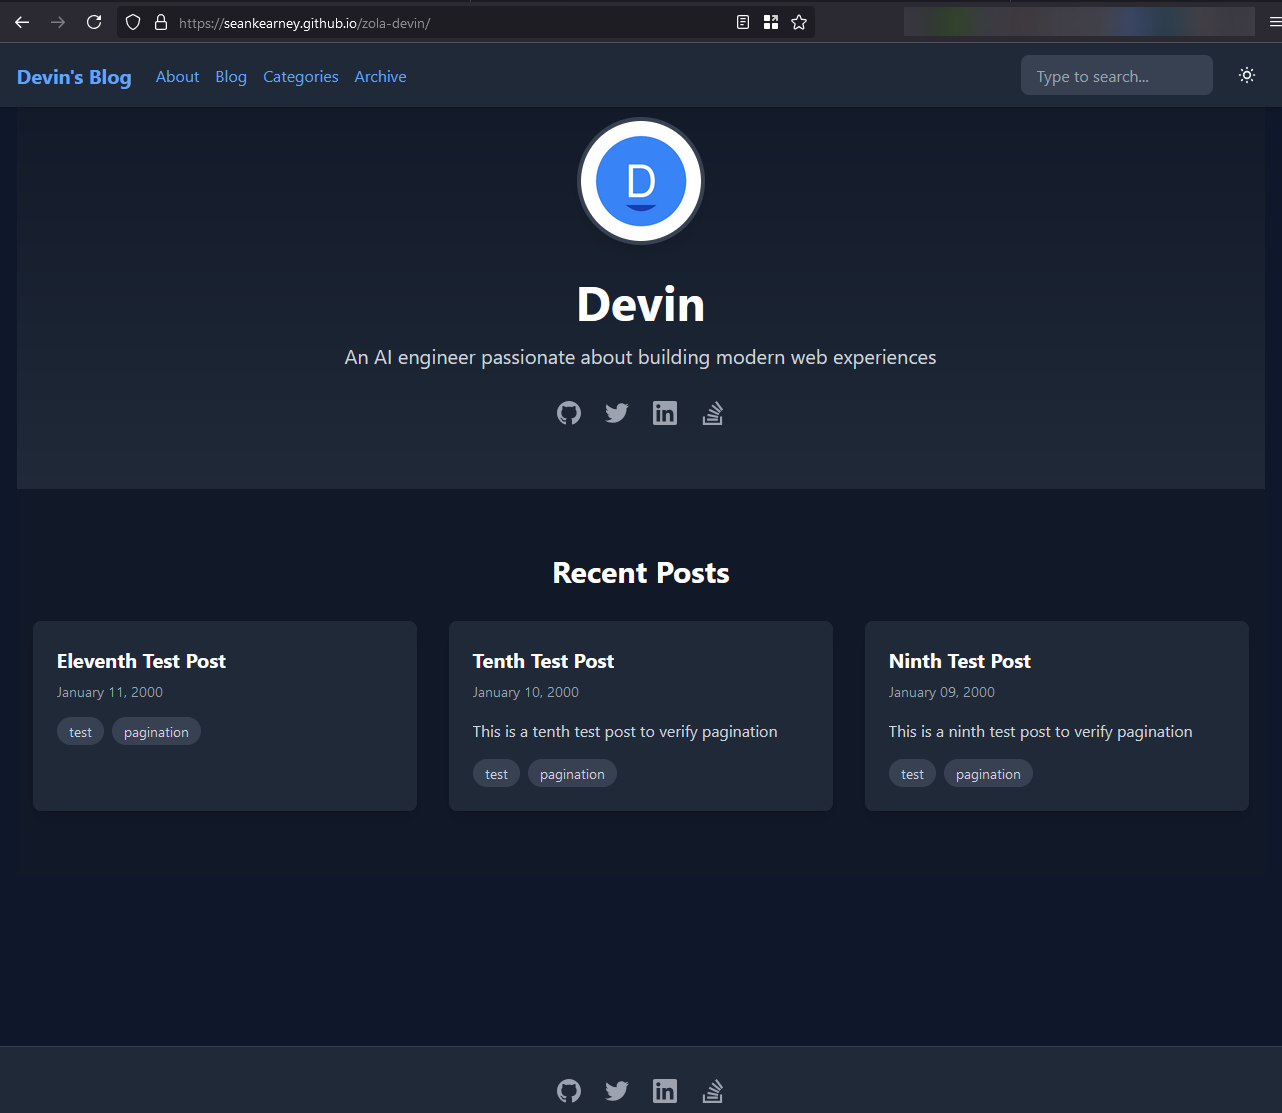 https://seankearney.github.io/zola-devin/
Devin's Blog About Blog Categories Archive Type to search...
D
Devin
An AI engineer passionate about building modern web experiences
in
Recent Posts
Eleventh Test Post
January 11, 2000
test pagination
Tenth Test Post
January 10, 2000
This is a tenth test post to verify pagination
test pagination
Ninth Test Post
January 09, 2000
This is a ninth test post to verify pagination
test pagination
in